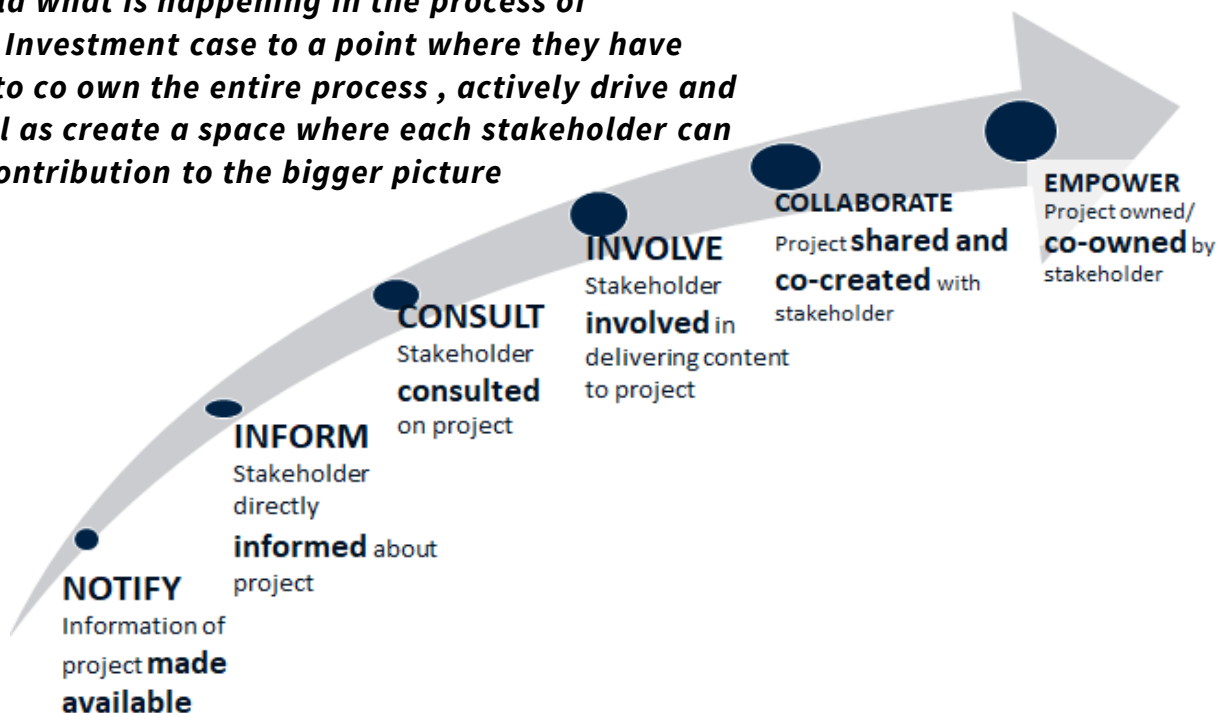 what is happening in the process of
Investment case to a point where they have
to co own the entire process , actively drive and
as create a space where each stakeholder can
contribution to the bigger picture
NOTIFY
Information of
project made
available
INFORM
Stakeholder
directly
informed about
project
CONSULT
Stakeholder
consulted
on project
INVOLVE
Stakeholder
involved in
delivering content
to project
COLLABORATE
Project shared and
co-created with
stakeholder
EMPOWER
Project owned/
co-owned by
stakeholder